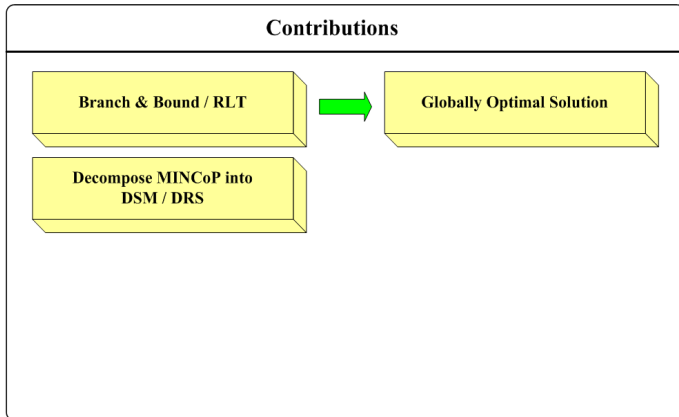 Contributions
Branch & Bound / RLT
Globally Optimal Solution
Decompose MINCoP into
DSM / DRS